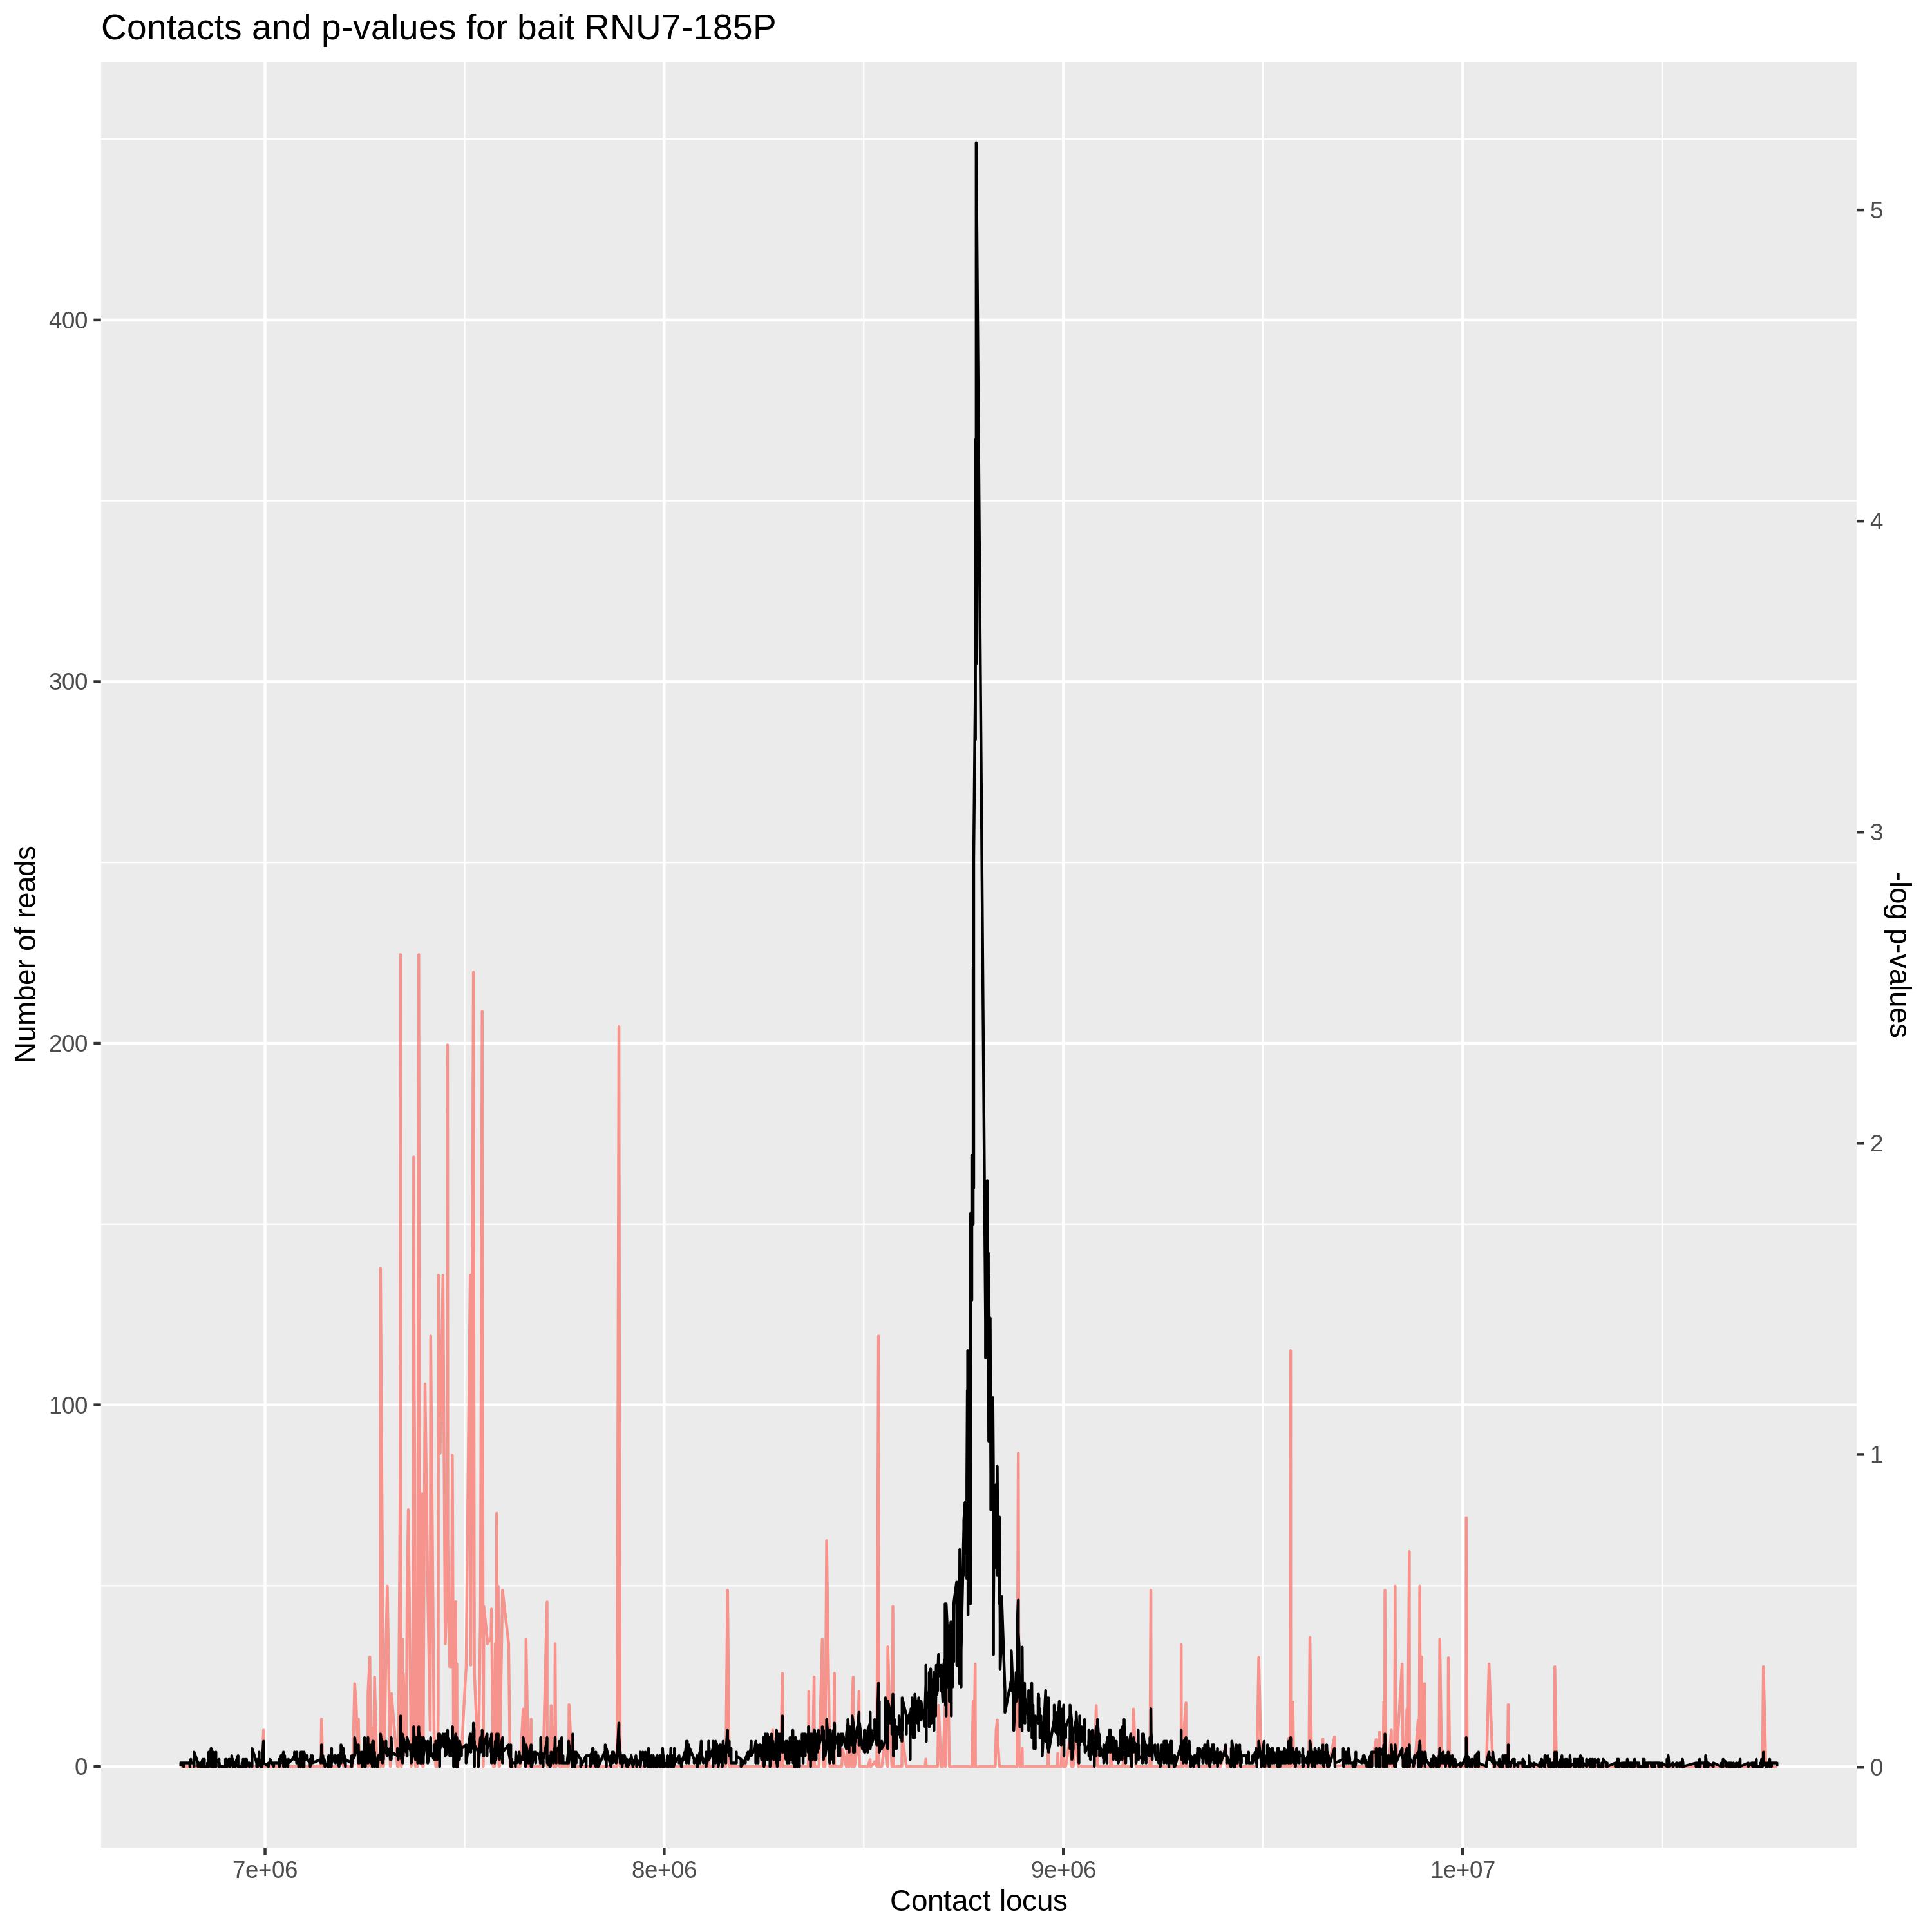 Contacts and p-values for bait RNU7-185P
Number of reads
400
300
200
100
0
5
4
3
2
1
0
-log p-values
7e+06
8e+06
9e+06
1e+07
Contact locus